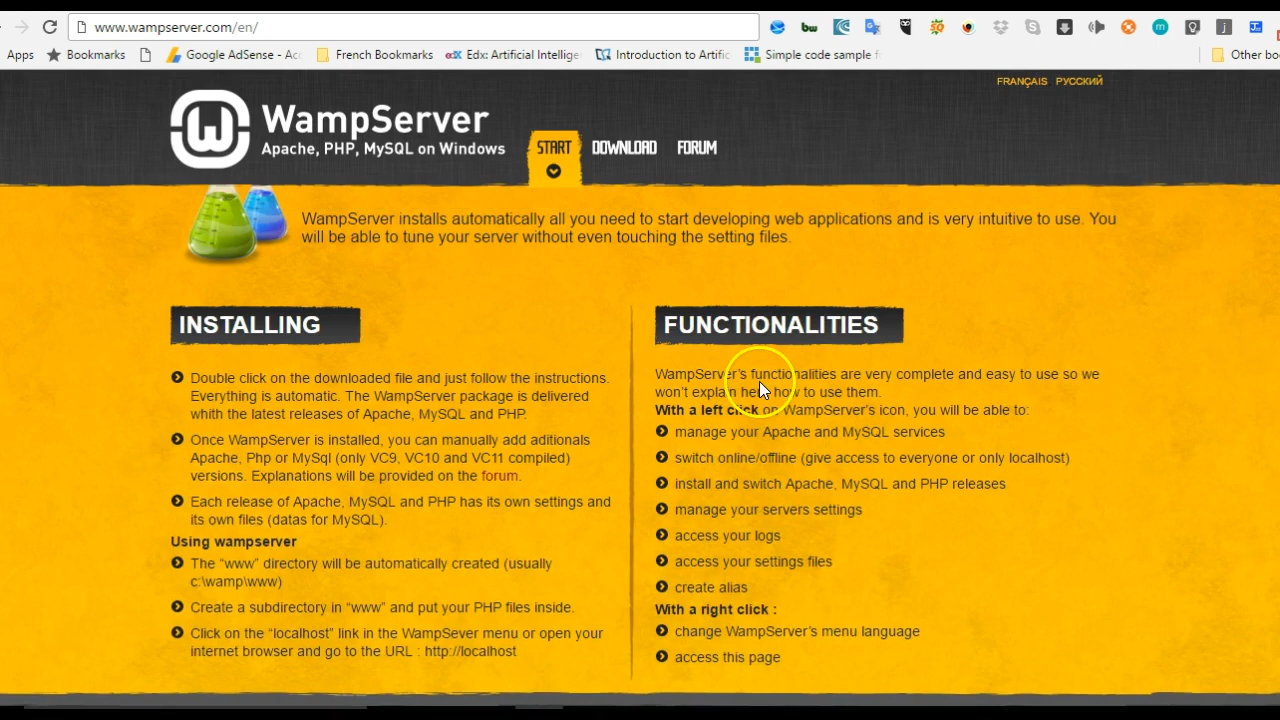 www.wampserver.com/en/
Apps
Bookmarks
Google AdSense - Acc
French Bookmarks
edX
Edx: Artificial Intellige
Introduction to Artific
Simple code sample f
Other bo
FRANÇAIS РУССКИЙ
WampServer
Apache, PHP, MySQL on Windows
START
DOWNLOAD
FORUM
WampServer installs automatically all you need to start developing web applications and is very intuitive to use. You
will be able to tune your server without even touching the setting files.
INSTALLING
Double click on the downloaded file and just follow the instructions.
Everything is automatic. The WampServer package is delivered
whith the latest releases of Apache, MySQL and PHP.
Once WampServer is installed, you can manually add aditionals
Apache, Php or MySql (only VC9, VC10 and VC11 compiled)
versions. Explanations will be provided on the forum.
Each release of Apache, MySQL and PHP has its own settings and
its own files (datas for MySQL).
Using wampserver
The “www” directory will be automatically created (usually
c:\wamp\www)
Create a subdirectory in “www” and put your PHP files inside.
Click on the “localhost” link in the WampSever menu or open your
internet browser and go to the URL : http://localhost
FUNCTIONALITIES
WampServer’s functionalities are very complete and easy to use so we
won’t explain here how to use them.
With a left click on WampServer’s icon, you will be able to:
manage your Apache and MySQL services
switch online/offline (give access to everyone or only localhost)
install and switch Apache, MySQL and PHP releases
manage your servers settings
access your logs
access your settings files
create alias
With a right click :
change WampServer’s menu language
access this page